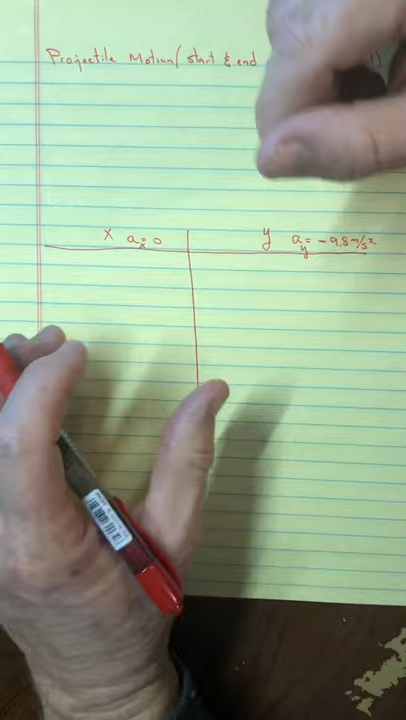 Projectile Motion ( start & end
x aₓ = 0
y a_y = -9.8 m/s²